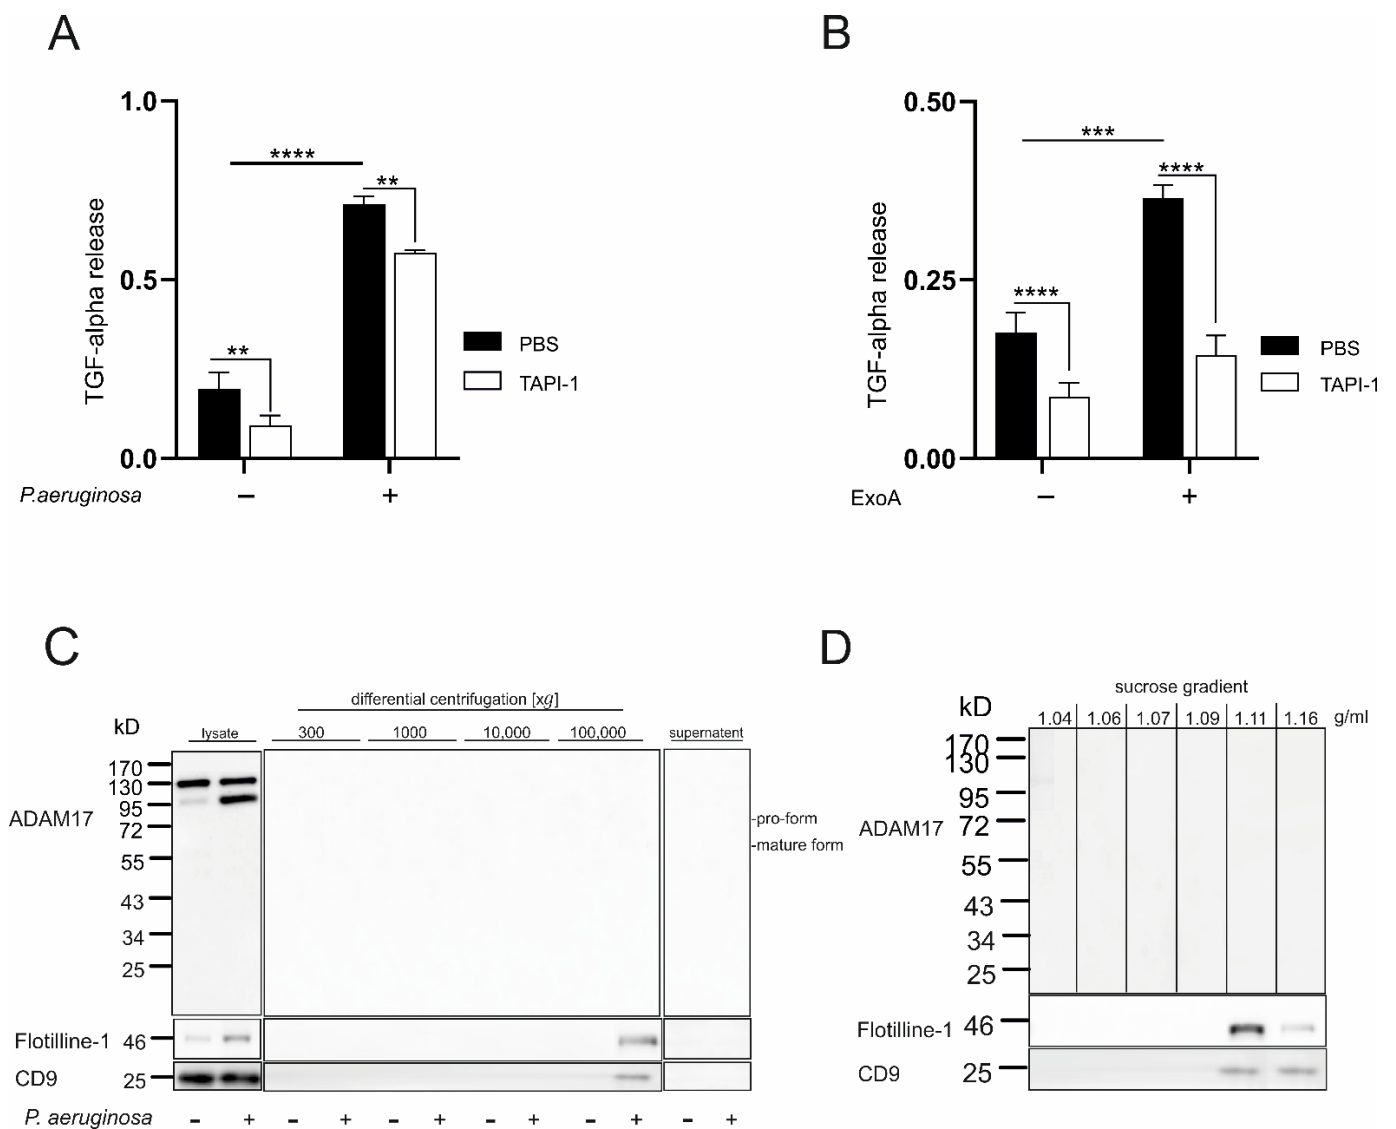 A
1.0
0.5
0.0
TGF-alpha release
****
**
**
PBS
TAPI-1
P.aeruginosa – +
B
0.50
0.25
0.00
TGF-alpha release
***
****
****
PBS
TAPI-1
ExoA – +
C
differential centrifugation [xg]
kD
lysate 300 1000 10,000 100,000 supernatent
170
130
95
72
55
43
34
25
ADAM17
-pro-form
-mature form
Flotilline-1 46
CD9 25
P. aeruginosa - + - + - + - + - + - +
D
sucrose gradient
kD
1.04 1.06 1.07 1.09 1.11 1.16 g/ml
170
130
95
72
55
43
34
25
ADAM17
Flotilline-1 46
CD9 25